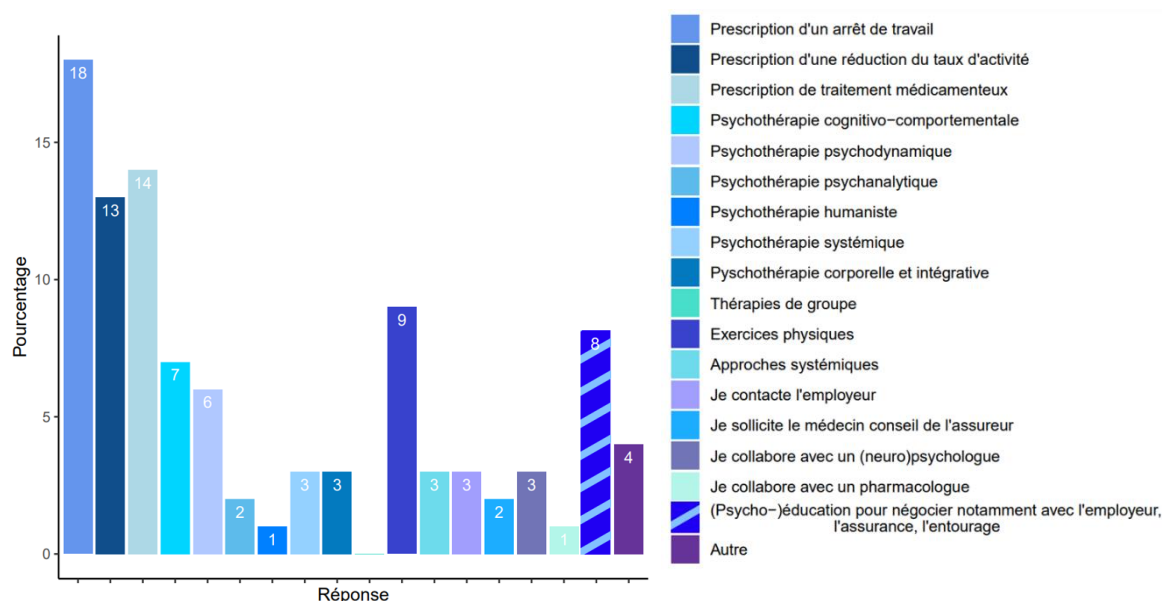 Prescription d'un arrêt de travail
Prescription d'une réduction du taux d'activité
Prescription de traitement médicamenteux
Psychothérapie cognitivo−comportementale
Psychothérapie psychodynamique
Psychothérapie psychanalytique
Psychothérapie humaniste
Psychothérapie systémique
Pyschothérapie corporelle et intégrative
Thérapies de groupe
Exercices physiques
Approches systémiques
Je contacte l'employeur
Je sollicite le médecin conseil de l'assureur
Je collabore avec un (neuro)psychologue
Je collabore avec un pharmacologue
(Psycho−)éducation pour négocier notamment avec l'employeur,
l'assurance, l'entourage
Autre
Pourcentage
15
10
5
0
18
13
14
7
6
2
1
3
3
9
3
3
2
3
1
8
4
Réponse